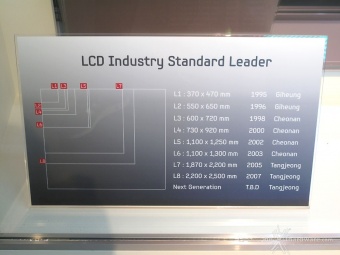 LCD Industry Standard Leader
L1 : 370 x 470 mm 1995 Giheung
L2 : 550 x 650 mm 1996 Giheung
L3 : 600 x 720 mm 1998 Cheonan
L4 : 730 x 920 mm 2000 Cheonan
L5 : 1,100 x 1,250 mm 2002 Cheonan
L6 : 1,100 x 1,300 mm 2003 Cheonan
L7 : 1,870 x 2,200 mm 2005 Tangjeong
L8 : 2,200 x 2,500 mm 2007 Tangjeong
Next Generation T.B.D Tangjeong